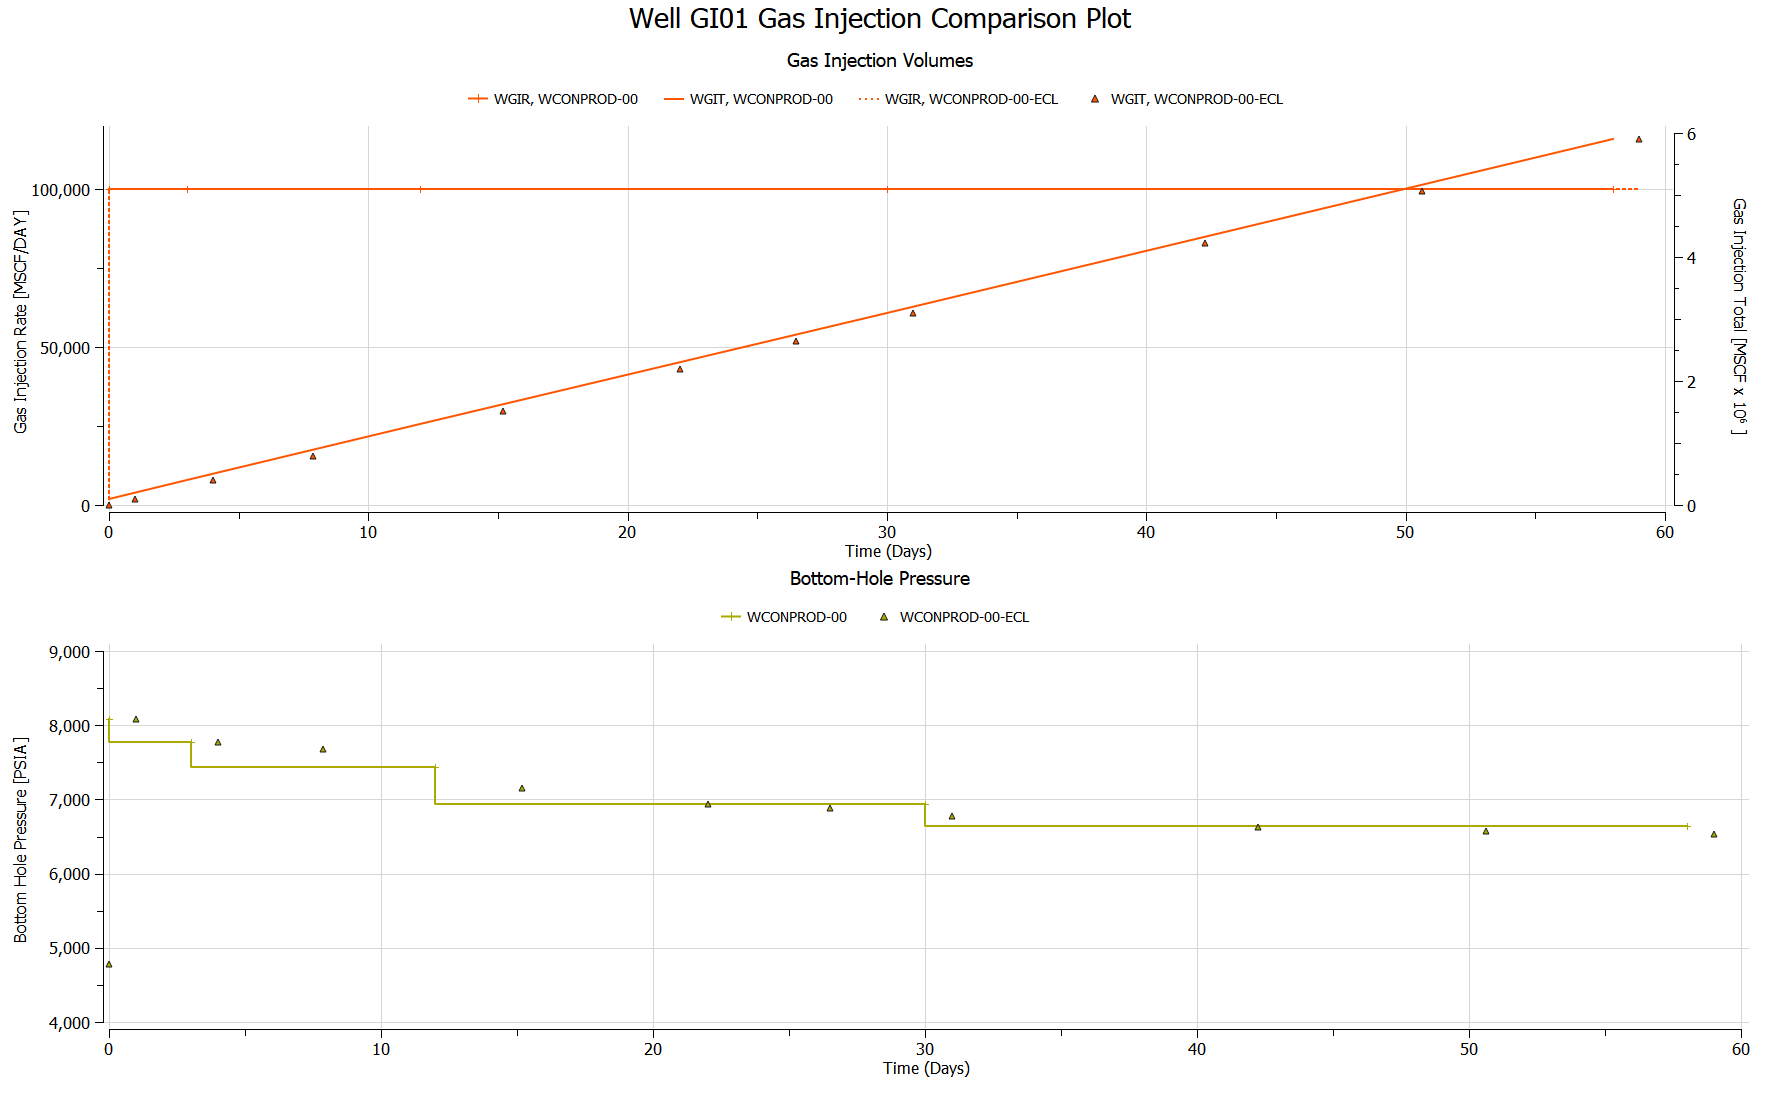 Well GI01 Gas Injection Comparison Plot
Gas Injection Volumes
WGIR, WCONPROD-00 WGIT, WCONPROD-00 WGIR, WCONPROD-00-ECL WGIT, WCONPROD-00-ECL
Gas Injection Rate [MSCF/DAY]
100,000
50,000
0
Gas Injection Total [MSCF x 10⁶ ]
6
4
2
0
0 10 20 30 40 50 60
Time (Days)
Bottom-Hole Pressure
WCONPROD-00 WCONPROD-00-ECL
Bottom Hole Pressure [PSIA]
9,000
8,000
7,000
6,000
5,000
4,000
0 10 20 30 40 50 60
Time (Days)